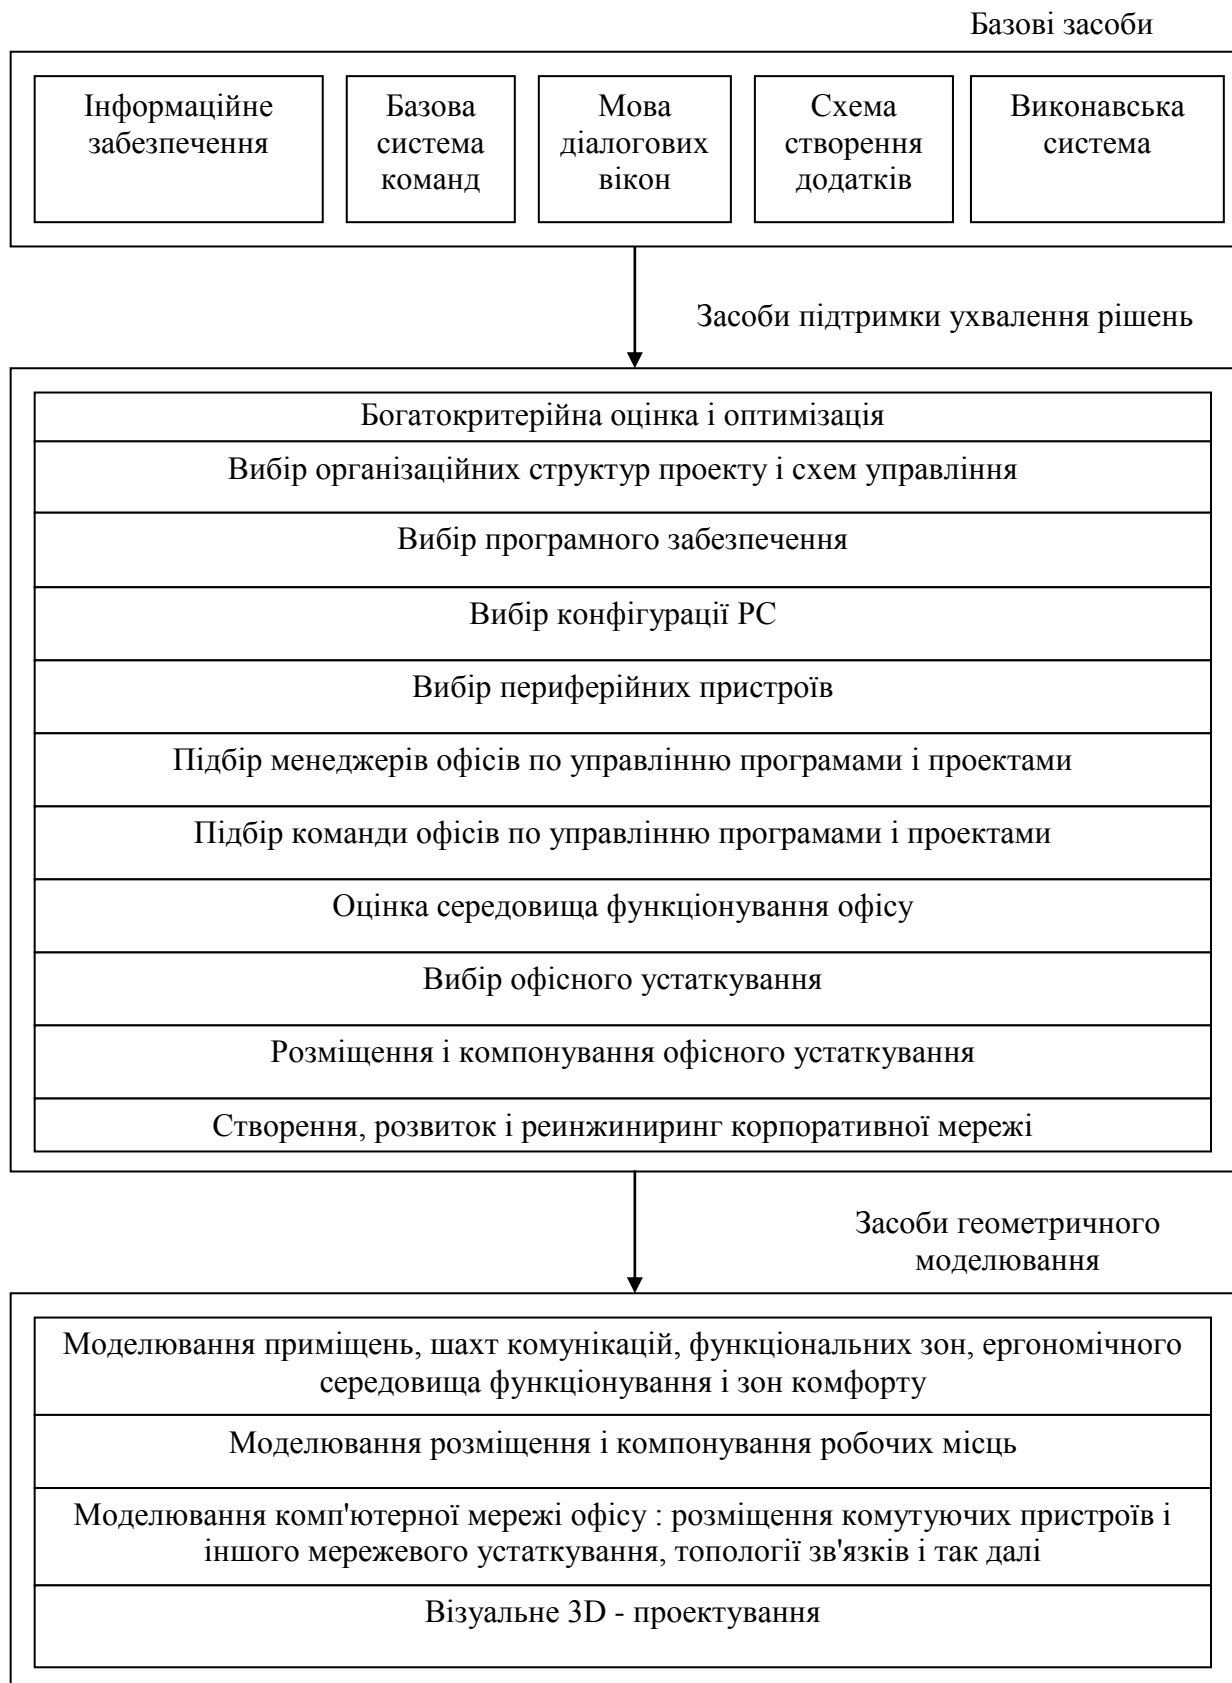 Базові засоби
Інформаційне
забезпечення
Базова
система
команд
Мова
діалогових
вікон
Схема
створення
додатків
Виконавська
система
Засоби підтримки ухвалення рішень
Богатокритерійна оцінка і оптимізація
Вибір організаційних структур проекту і схем управління
Вибір програмного забезпечення
Вибір конфігурації PC
Вибір периферійних пристроїв
Підбір менеджерів офісів по управлінню програмами і проектами
Підбір команди офісів по управлінню програмами і проектами
Оцінка середовища функціонування офісу
Вибір офісного устаткування
Розміщення і компонування офісного устаткування
Створення, розвиток і реинжиниринг корпоративної мережі
Засоби геометричного
моделювання
Моделювання приміщень, шахт комунікацій, функціональних зон, ергономічного
середовища функціонування і зон комфорту
Моделювання розміщення і компонування робочих місць
Моделювання комп'ютерної мережі офісу : розміщення комутуючих пристроїв і
іншого мережевого устаткування, топології зв'язків і так далі
Візуальне 3D - проектування